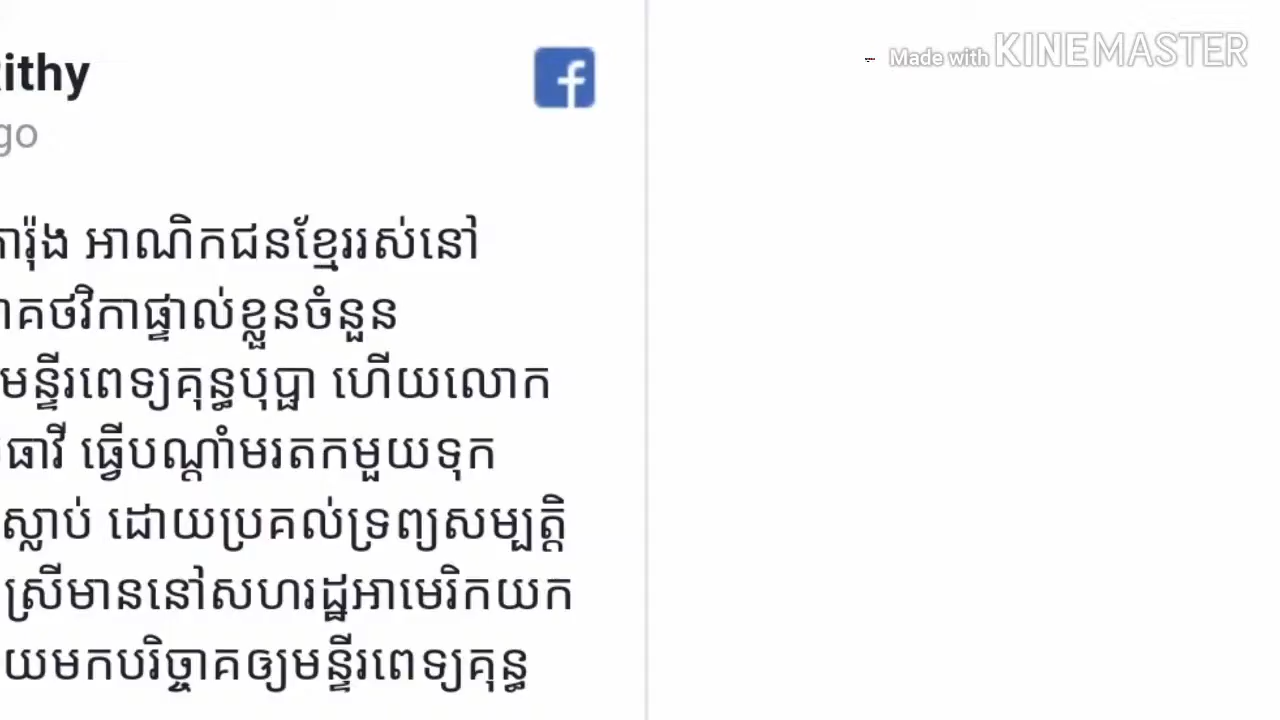 ithy
Made with KINEMASTER
go
ការ៉ុង អាណិកជនខ្មែររស់នៅ
គថវិកាផ្ទាល់ខ្លួនចំនួន
មន្ទីរពេទ្យគុន្ធបុប្ផា ហើយលោក
ធាវី ធ្វើបណ្ដាំមរតកមួយទុក
ស្លាប់ ដោយប្រគល់ទ្រព្យសម្បត្តិ
ស្រីមាននៅសហរដ្ឋអាមេរិកយក
យមកបរិច្ចាគឲ្យមន្ទីរពេទ្យគុន្ធ